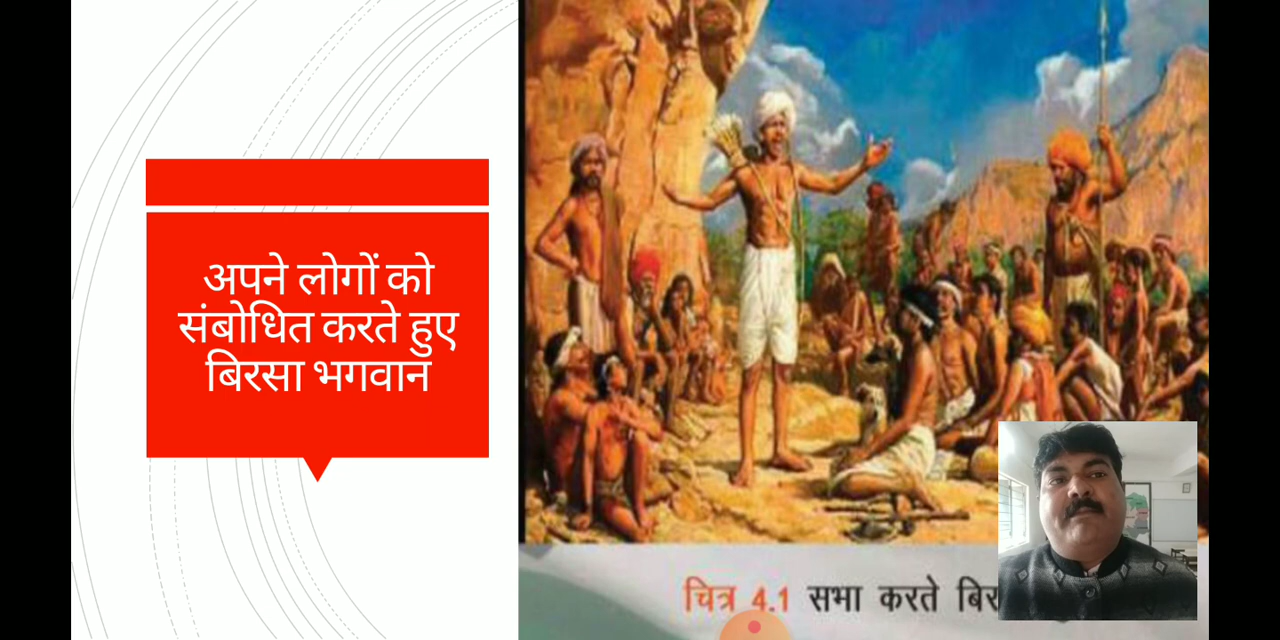 अपने लोगों को
संबोधित करते हुए
बिरसा भगवान
चित्र 4.1 सभा करते